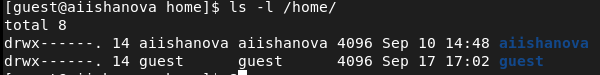 [guest@aiishanova home]$ ls -l /home/
total 8
drwx------. 14 aiishanova aiishanova 4096 Sep 10 14:48 aiishanova
drwx------. 14 guest      guest      4096 Sep 17 17:02 guest